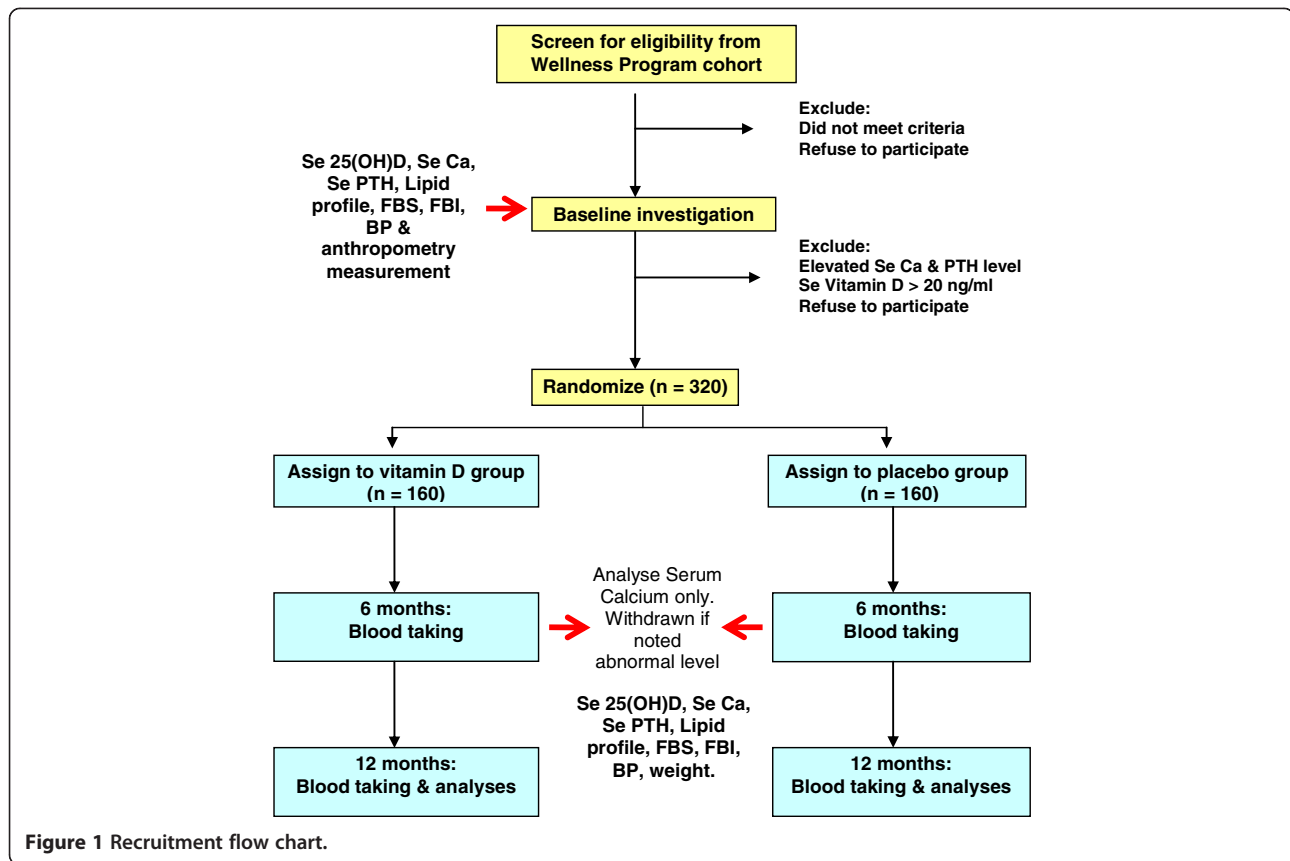 Screen for eligibility from
Wellness Program cohort
Exclude:
Did not meet criteria
Refuse to participate
Se 25(OH)D, Se Ca,
Se PTH, Lipid
profile, FBS, FBI,
BP &
anthropometry
measurement
Baseline investigation
Exclude:
Elevated Se Ca & PTH level
Se Vitamin D > 20 ng/ml
Refuse to participate
Randomize (n = 320)
Assign to vitamin D group
(n = 160)
Assign to placebo group
(n = 160)
6 months:
Blood taking
Analyse Serum
Calcium only.
Withdrawn if
noted
abnormal level
6 months:
Blood taking
Se 25(OH)D, Se Ca,
Se PTH, Lipid
profile, FBS, FBI,
BP, weight.
12 months:
Blood taking & analyses
12 months:
Blood taking & analyses
Figure 1 Recruitment flow chart.